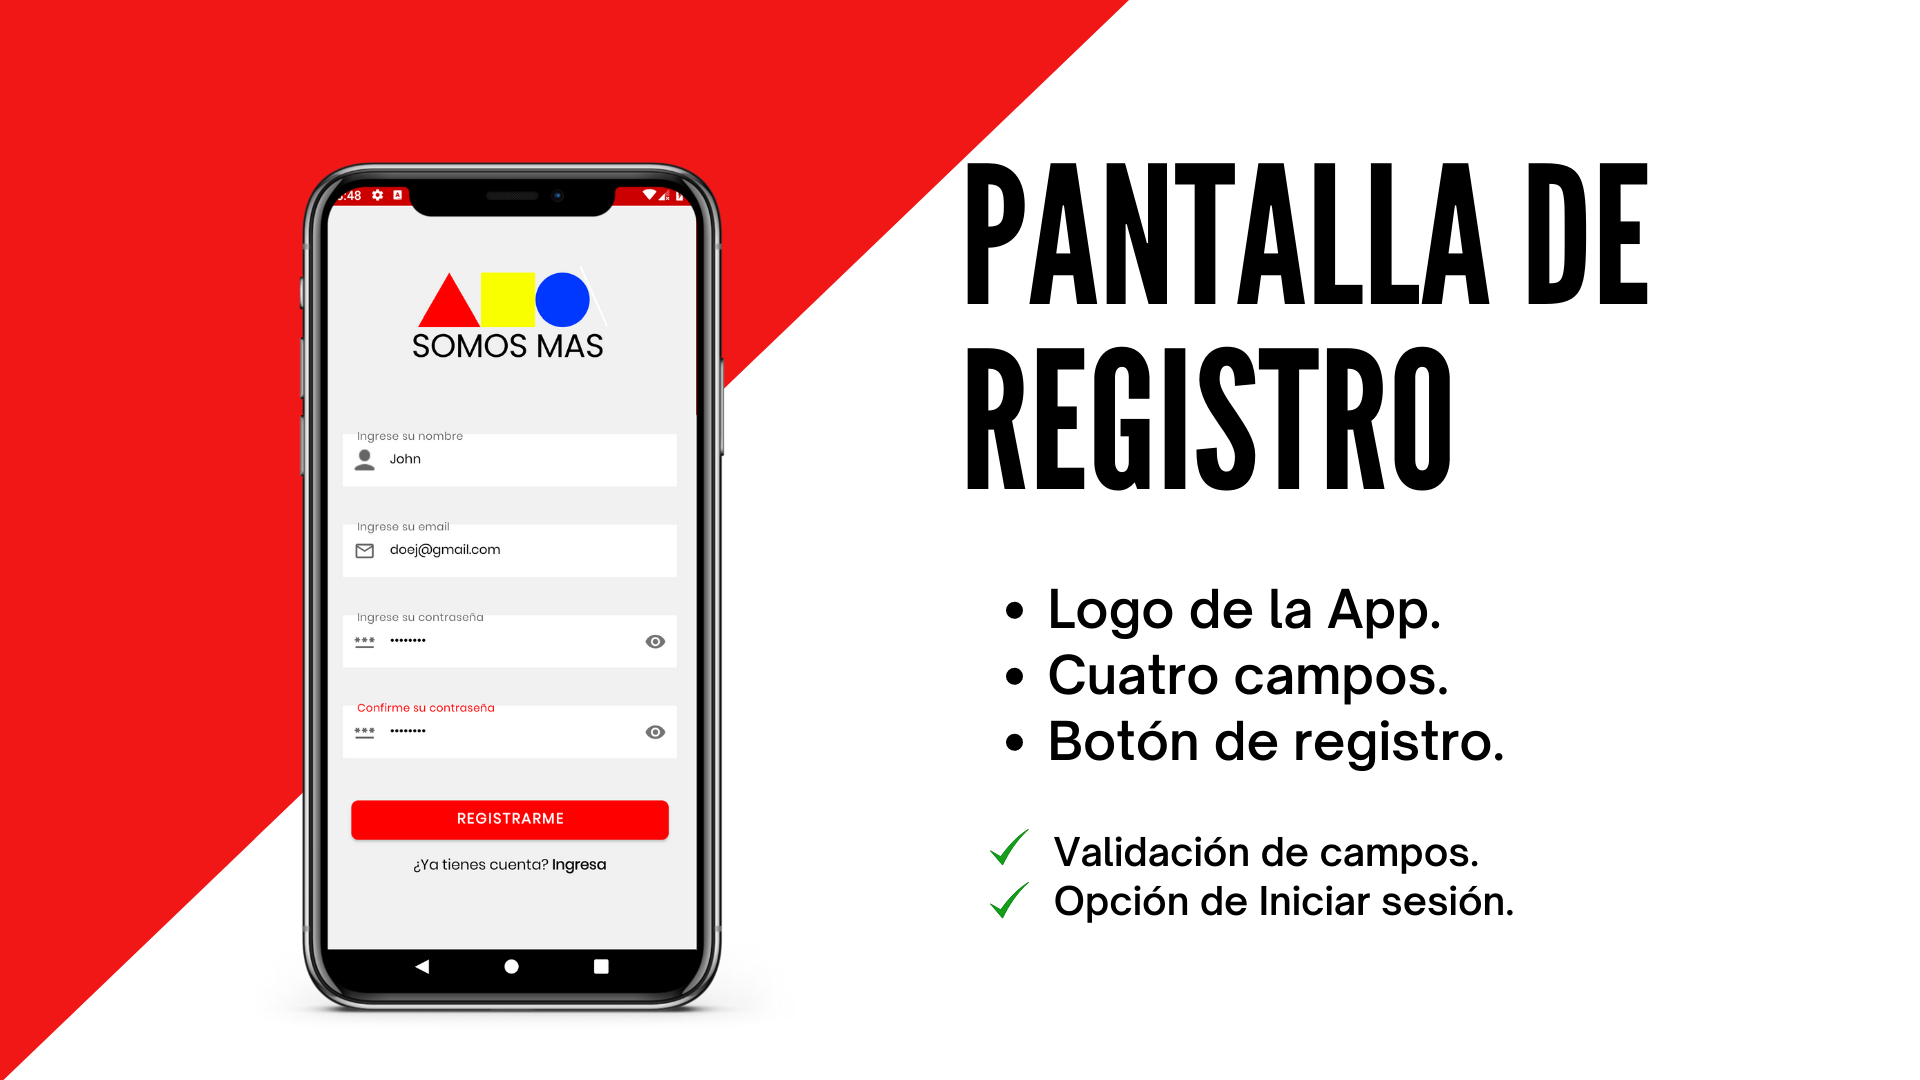 PANTALLA DE
REGISTRO
:48
SOMOS MAS
Ingrese su nombre
John
Ingrese su email
doej@gmail.com
Ingrese su contraseña
••••••••
Confirme su contraseña
••••••••
REGISTRARME
¿Ya tienes cuenta? Ingresa
• Logo de la App.
• Cuatro campos.
• Botón de registro.
Validación de campos.
Opción de Iniciar sesión.